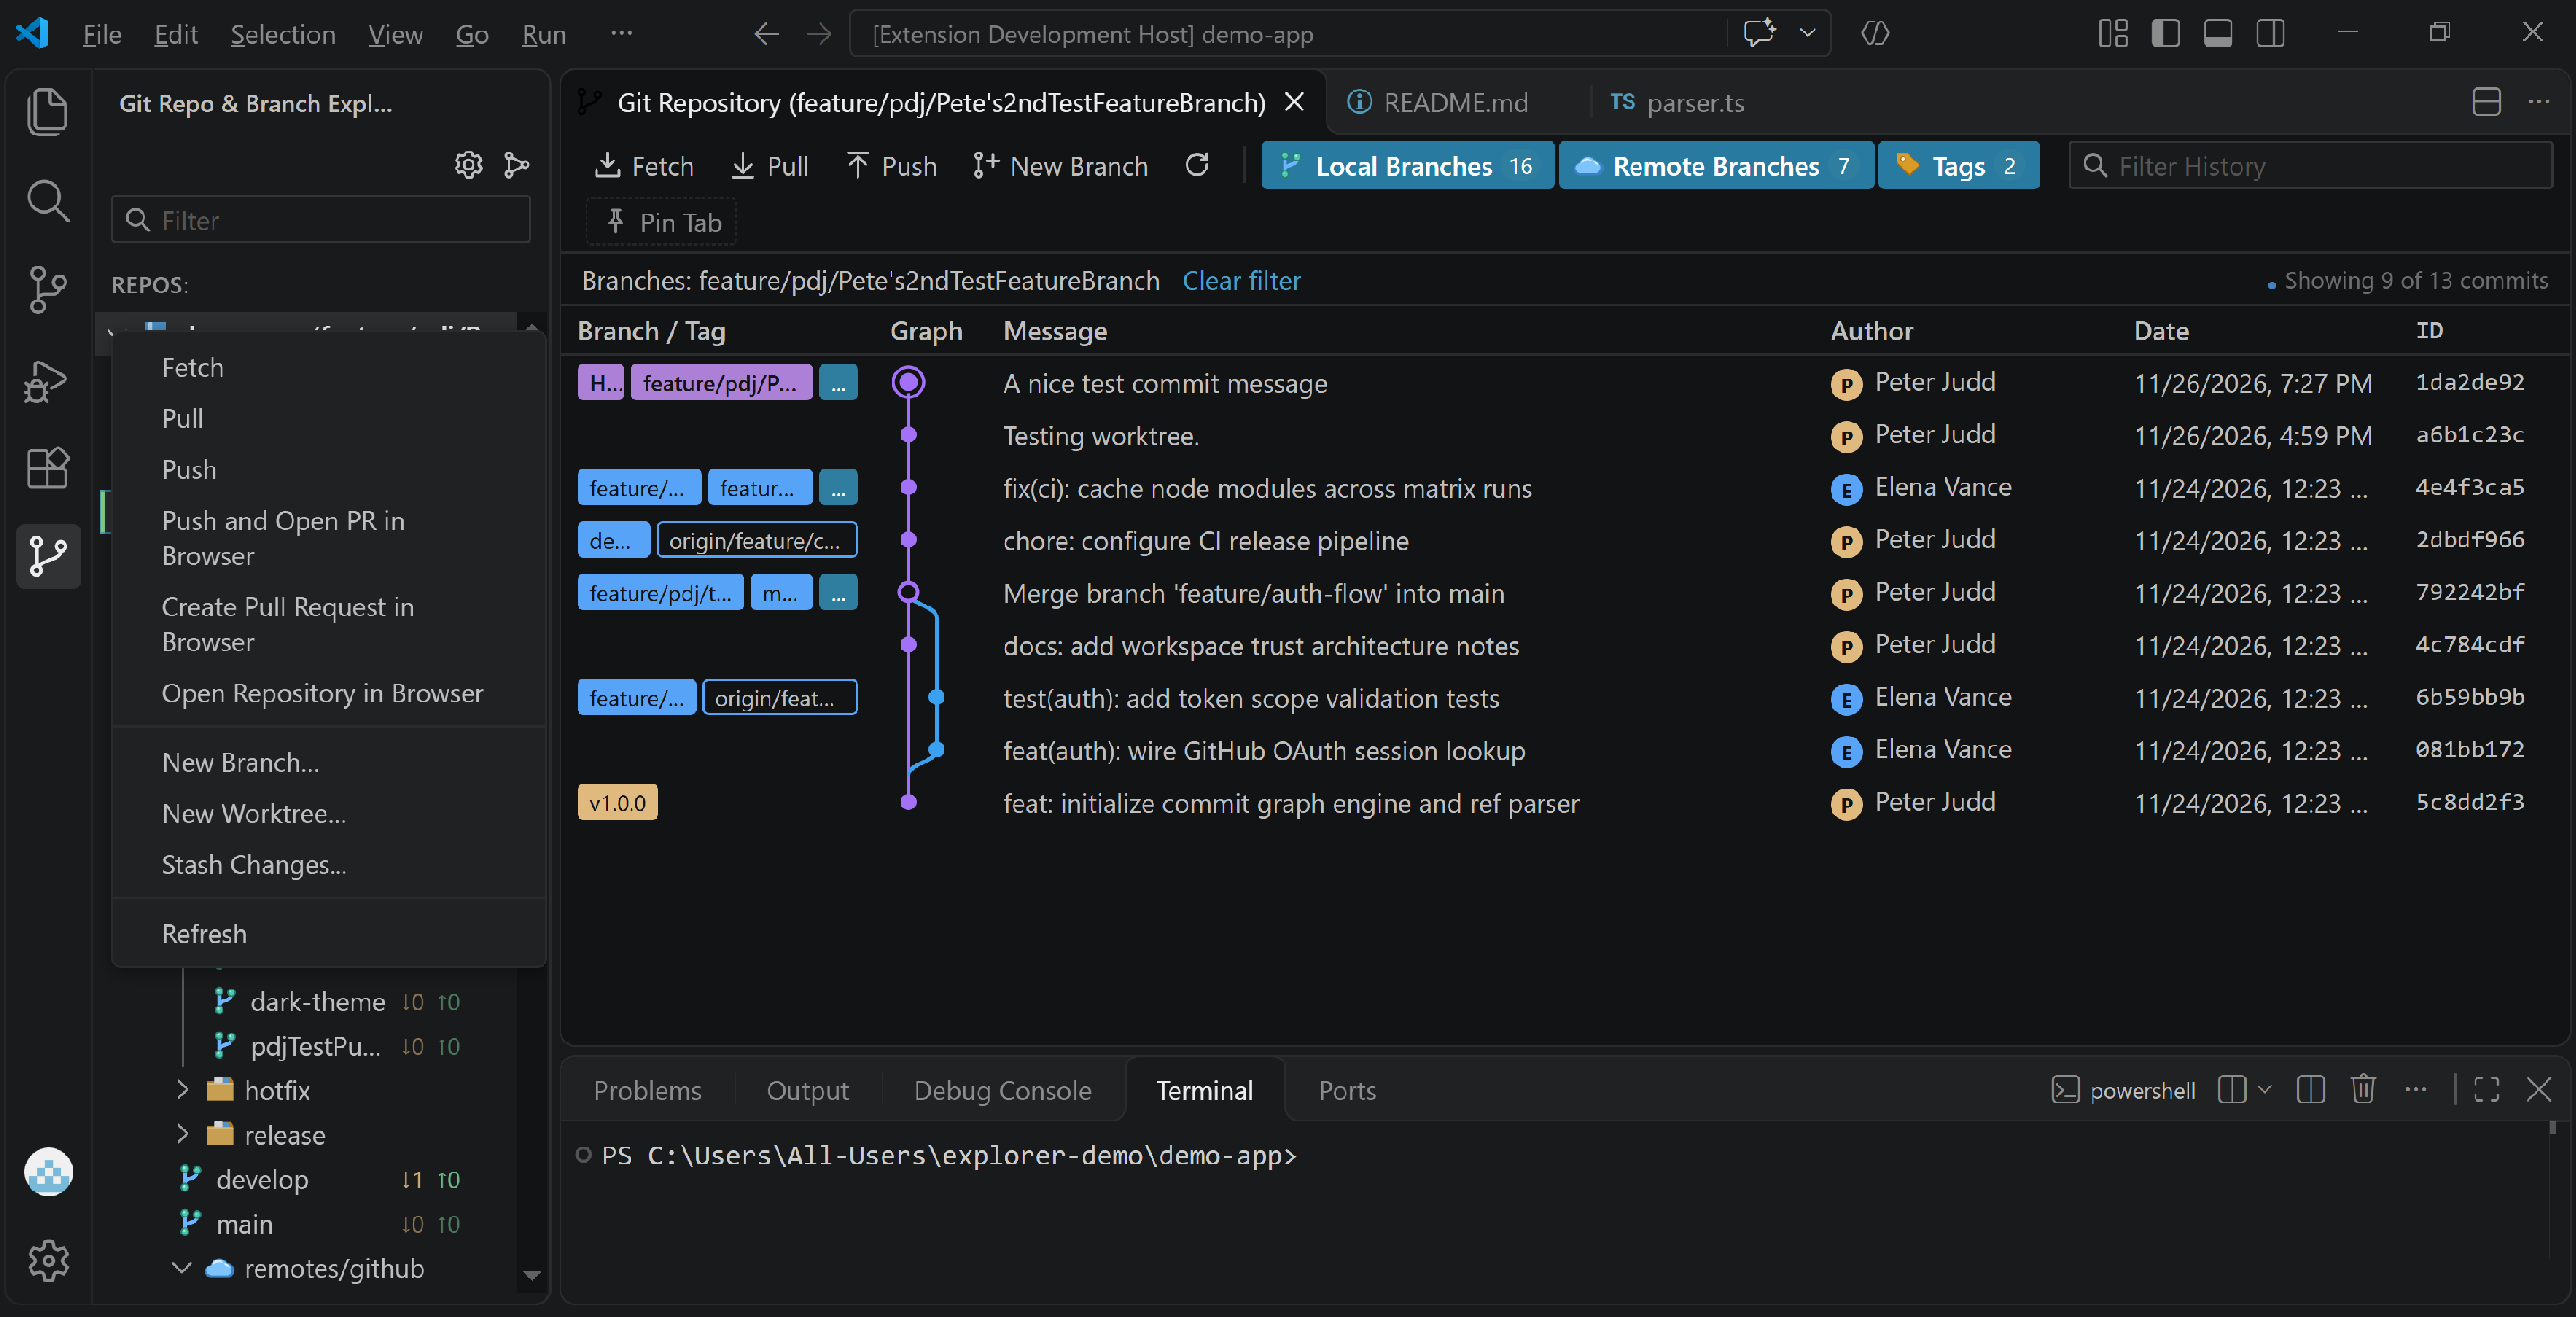 File Edit Selection View Go Run ...
[Extension Development Host] demo-app
Git Repo & Branch Expl...
Filter
REPOS:
Fetch
Pull
Push
Push and Open PR in
Browser
Create Pull Request in
Browser
Open Repository in Browser
New Branch...
New Worktree...
Stash Changes...
Refresh
dark-theme ↓0 ↑0
pdjTestPu... ↓0 ↑0
hotfix
release
develop ↓1 ↑0
main ↓0 ↑0
remotes/github
Git Repository (feature/pdj/Pete's2ndTestFeatureBranch)
README.md
TS parser.ts
Fetch Pull Push New Branch Local Branches 16 Remote Branches 7 Tags 2 Filter History
Pin Tab
Branches: feature/pdj/Pete's2ndTestFeatureBranch Clear filter Showing 9 of 13 commits
Branch / Tag Graph Message Author Date ID
H... feature/pdj/P... ... A nice test commit message P Peter Judd 11/26/2026, 7:27 PM 1da2de92
Testing worktree. P Peter Judd 11/26/2026, 4:59 PM a6b1c23c
feature/... featur... ... fix(ci): cache node modules across matrix runs E Elena Vance 11/24/2026, 12:23 ... 4e4f3ca5
de... origin/feature/c... chore: configure CI release pipeline P Peter Judd 11/24/2026, 12:23 ... 2dbdf966
feature/pdj/t... m... ... Merge branch 'feature/auth-flow' into main P Peter Judd 11/24/2026, 12:23 ... 792242bf
docs: add workspace trust architecture notes P Peter Judd 11/24/2026, 12:23 ... 4c784cdf
feature/... origin/feat... test(auth): add token scope validation tests E Elena Vance 11/24/2026, 12:23 ... 6b59bb9b
feat(auth): wire GitHub OAuth session lookup E Elena Vance 11/24/2026, 12:23 ... 081bb172
v1.0.0 feat: initialize commit graph engine and ref parser P Peter Judd 11/24/2026, 12:23 ... 5c8dd2f3
Problems Output Debug Console Terminal Ports powershell
PS C:\Users\All-Users\explorer-demo\demo-app>